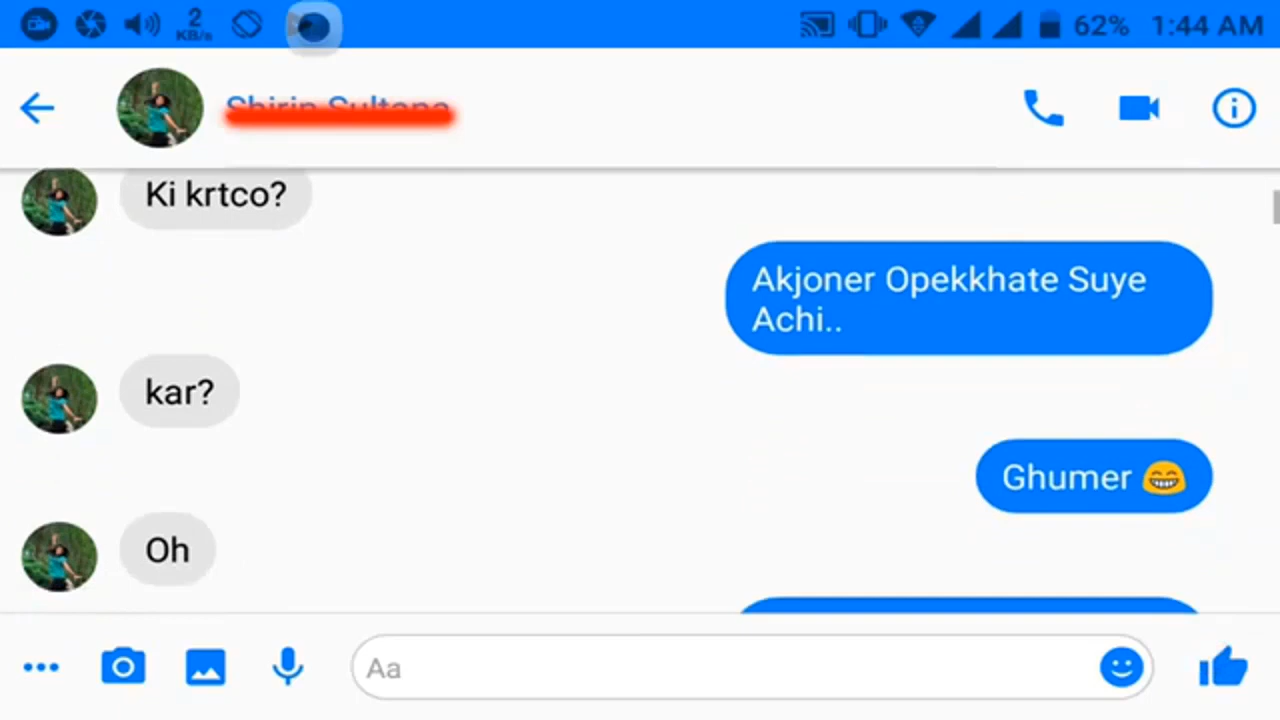 2
KB/s
62% 1:44 AM
Ki krtco?
Akjoner Opekkhate Suye
Achi..
kar?
Ghumer 😁
Oh
Aa